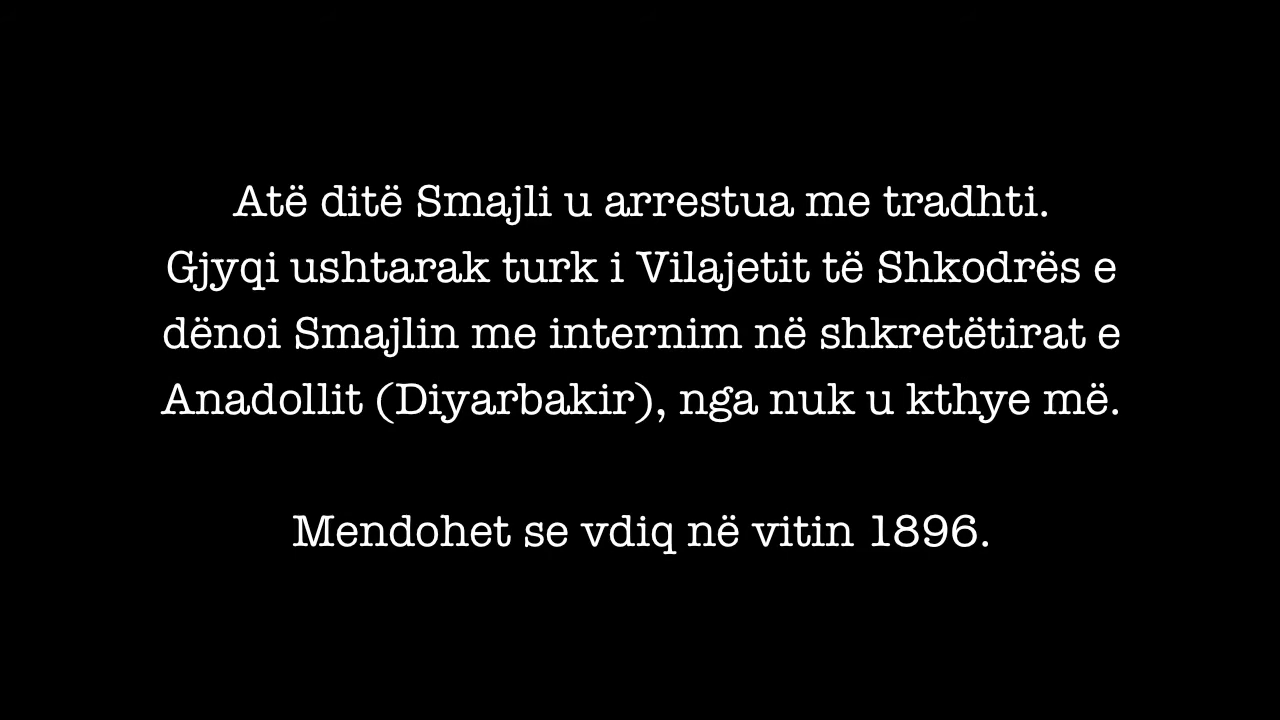 Atë ditë Smajli u arrestua me tradhti.
Gjyqi ushtarak turk i Vilajetit të Shkodrës e
dënoi Smajlin me internim në shkretëtirat e
Anadollit (Diyarbakir), nga nuk u kthye më.
Mendohet se vdiq në vitin 1896.